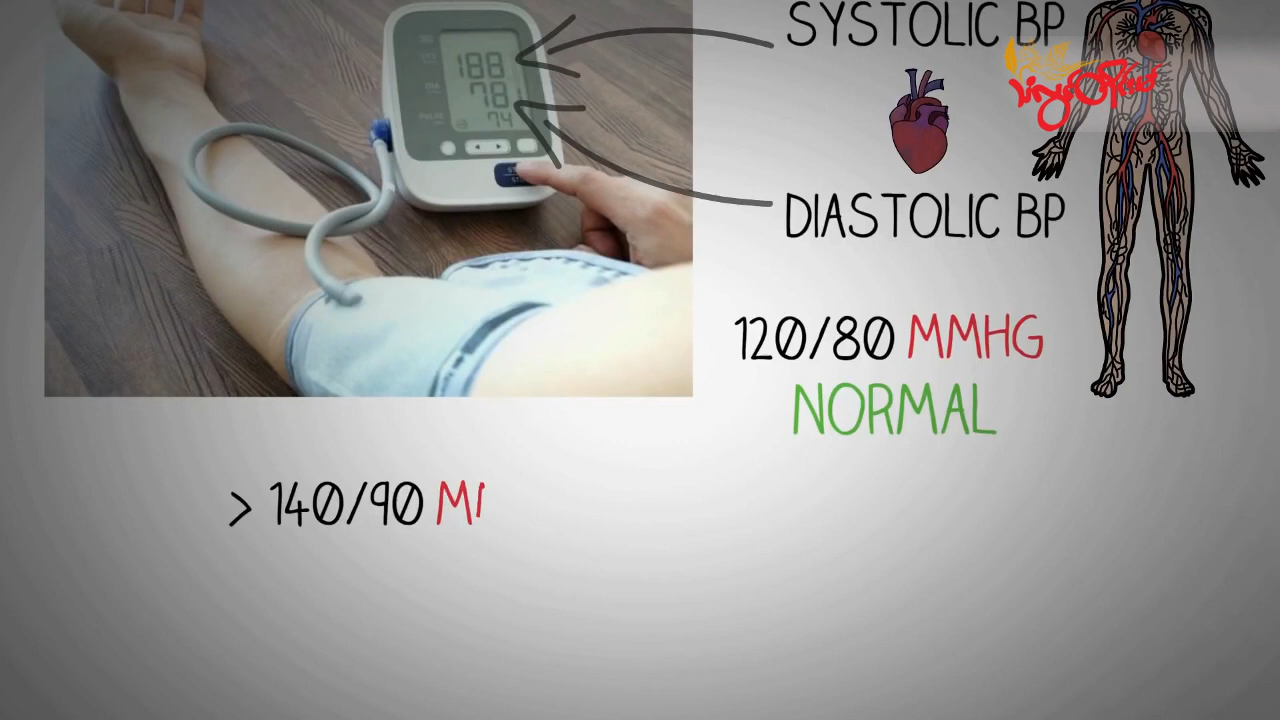 SYSTOLIC BP
188
78
74
DIASTOLIC BP
120/80 MMHG
NORMAL
> 140/90 M